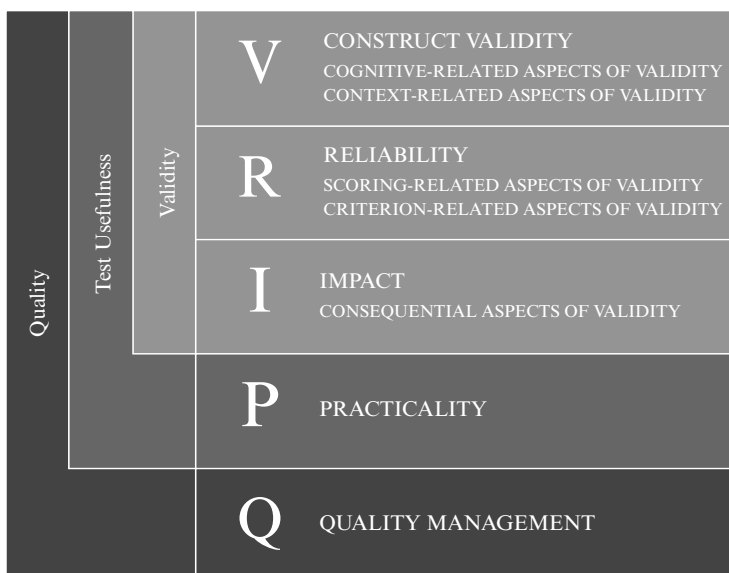 Quality
Test Usefulness
Validity
V
CONSTRUCT VALIDITY
COGNITIVE-RELATED ASPECTS OF VALIDITY
CONTEXT-RELATED ASPECTS OF VALIDITY
R
RELIABILITY
SCORING-RELATED ASPECTS OF VALIDITY
CRITERION-RELATED ASPECTS OF VALIDITY
I
IMPACT
CONSEQUENTIAL ASPECTS OF VALIDITY
P
PRACTICALITY
Q
QUALITY MANAGEMENT